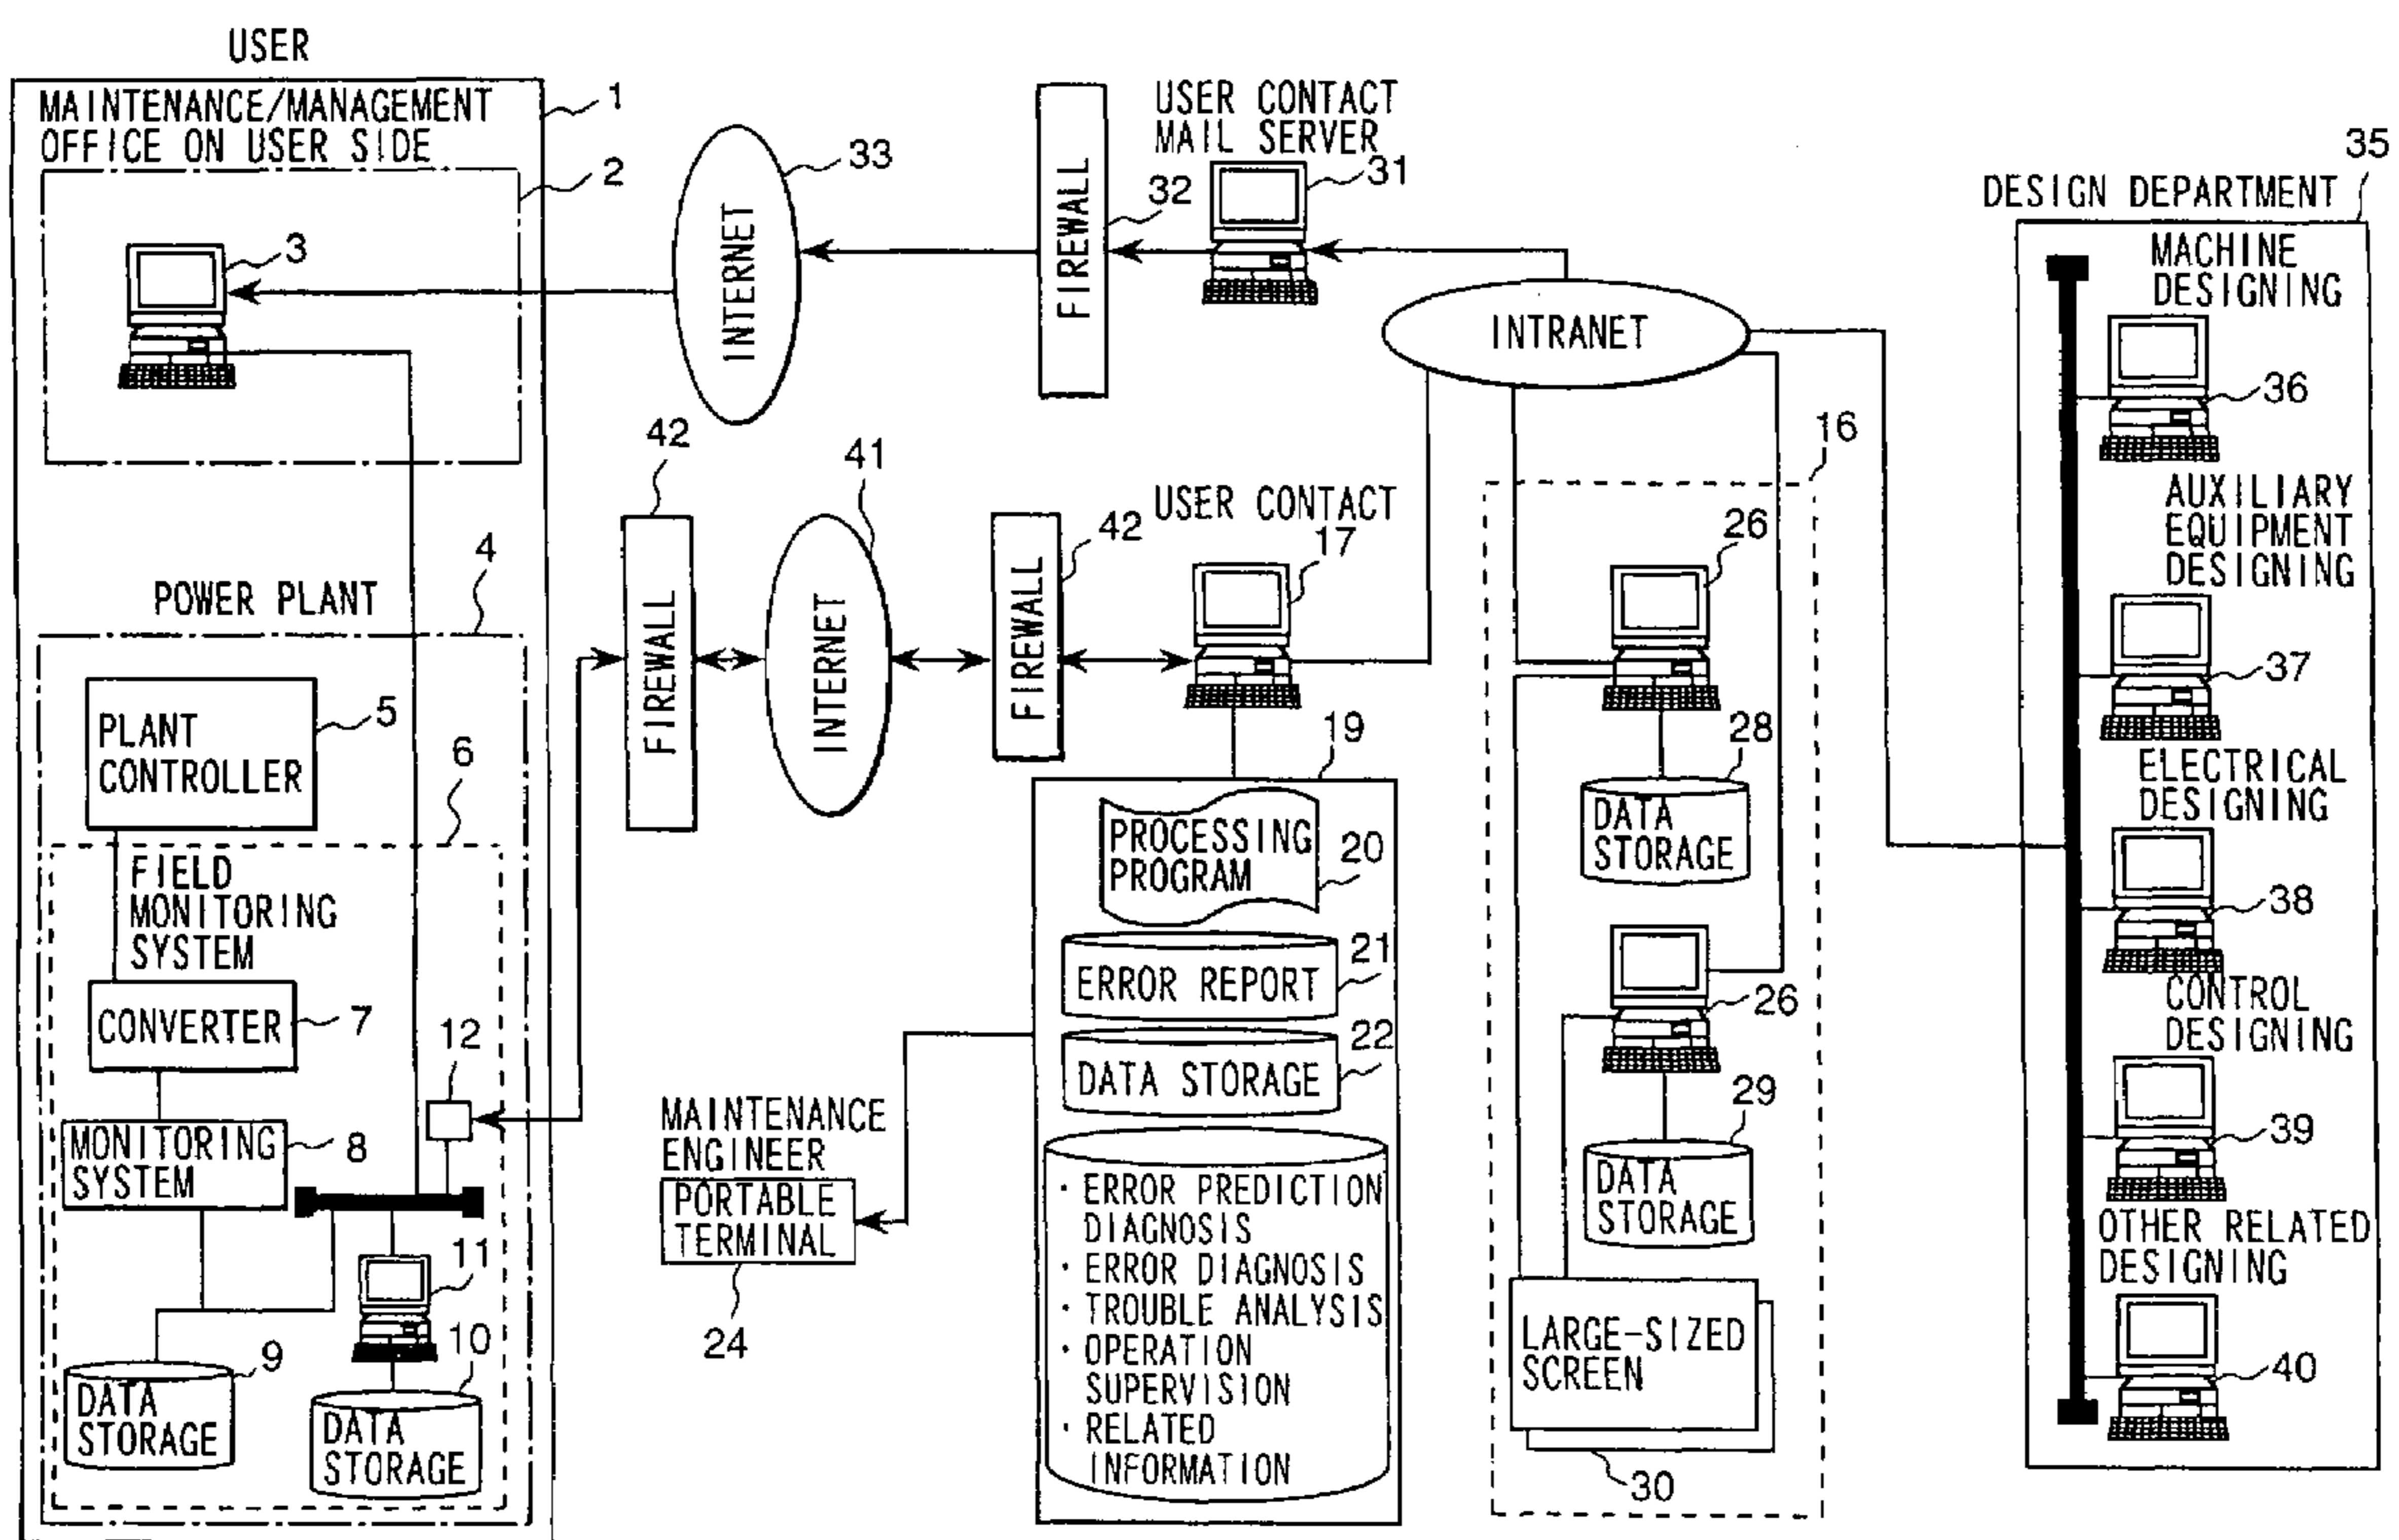 USER
MAINTENANCE/MANAGEMENT
OFFICE ON USER SIDE
1
2
3
POWER PLANT
4
PLANT
CONTROLLER
5
6
FIELD
MONITORING
SYSTEM
CONVERTER
7
12
MONITORING
SYSTEM
8
11
9
10
DATA
STORAGE
DATA
STORAGE
INTERNET
33
FIREWALL
32
USER CONTACT
MAIL SERVER
31
INTRANET
42
FIREWALL
41
INTERNET
42
FIREWALL
USER CONTACT
17
19
PROCESSING
PROGRAM
20
21
ERROR REPORT
22
DATA STORAGE
・ERROR PREDICTION
DIAGNOSIS
・ERROR DIAGNOSIS
・TROUBLE ANALYSIS
・OPERATION
SUPERVISION
・RELATED
INFORMATION
MAINTENANCE
ENGINEER
PORTABLE
TERMINAL
24
16
26
28
DATA
STORAGE
26
29
DATA
STORAGE
LARGE-SIZED
SCREEN
30
35
DESIGN DEPARTMENT
MACHINE
DESIGNING
36
AUXILIARY
EQUIPMENT
DESIGNING
37
ELECTRICAL
DESIGNING
38
CONTROL
DESIGNING
39
OTHER RELATED
DESIGNING
40